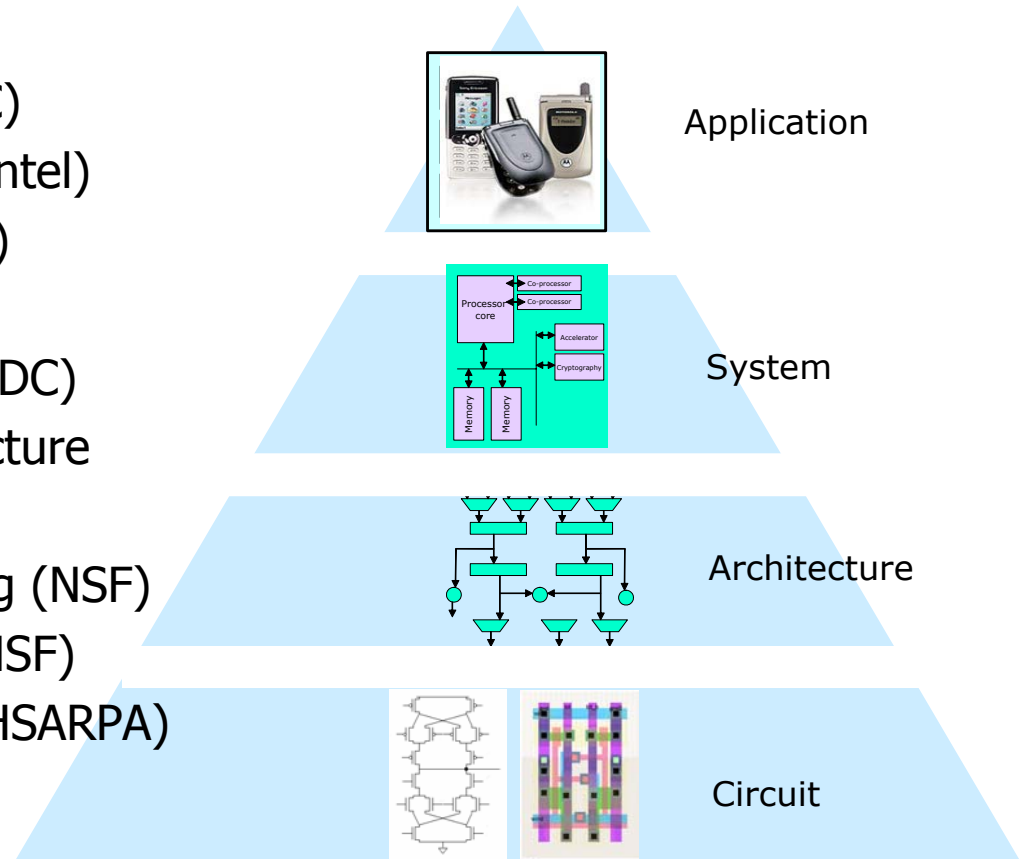 C)
ntel)
)
DC)
cture
g (NSF)
NSF)
HSARPA)
Application
Processor
core
Co-processor
Co-processor
Accelerator
Cryptography
Memory
Memory
System
Architecture
Circuit